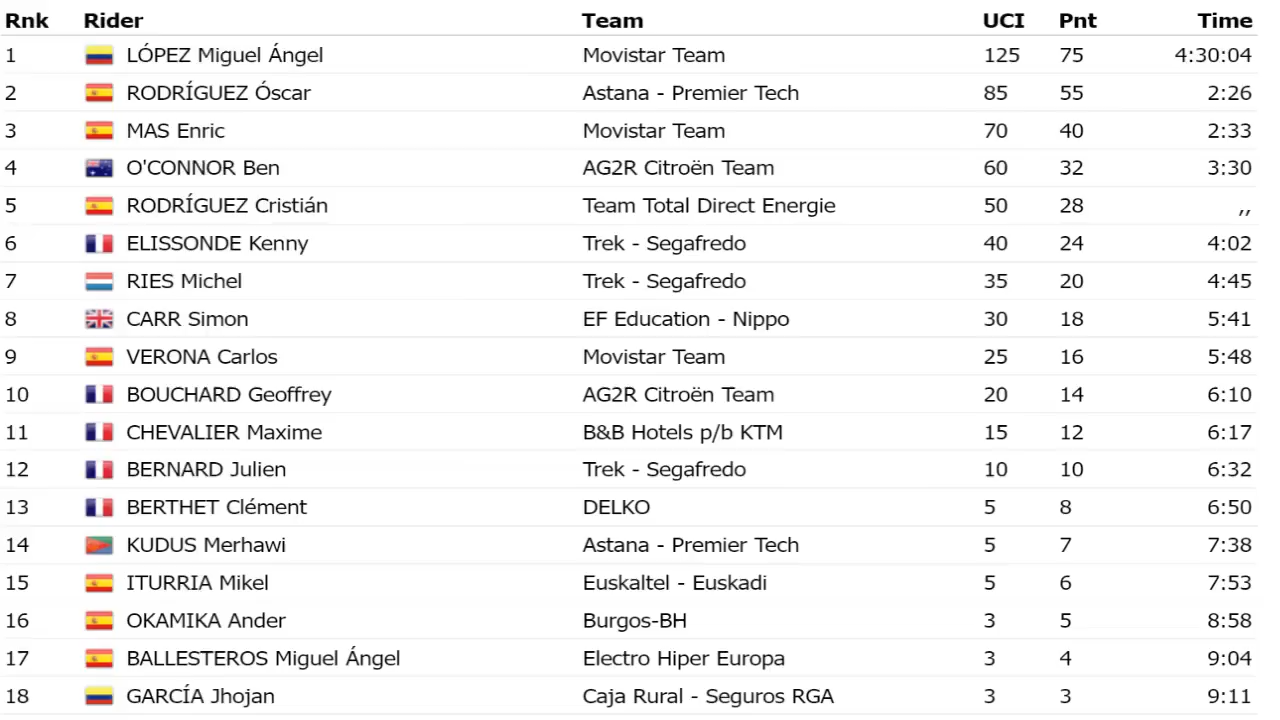 Rnk Rider Team UCI Pnt Time
1 LÓPEZ Miguel Ángel Movistar Team 125 75 4:30:04
2 RODRÍGUEZ Óscar Astana - Premier Tech 85 55 2:26
3 MAS Enric Movistar Team 70 40 2:33
4 O'CONNOR Ben AG2R Citroën Team 60 32 3:30
5 RODRÍGUEZ Cristián Team Total Direct Energie 50 28 ,,
6 ELISSONDE Kenny Trek - Segafredo 40 24 4:02
7 RIES Michel Trek - Segafredo 35 20 4:45
8 CARR Simon EF Education - Nippo 30 18 5:41
9 VERONA Carlos Movistar Team 25 16 5:48
10 BOUCHARD Geoffrey AG2R Citroën Team 20 14 6:10
11 CHEVALIER Maxime B&B Hotels p/b KTM 15 12 6:17
12 BERNARD Julien Trek - Segafredo 10 10 6:32
13 BERTHET Clément DELKO 5 8 6:50
14 KUDUS Merhawi Astana - Premier Tech 5 7 7:38
15 ITURRIA Mikel Euskaltel - Euskadi 5 6 7:53
16 OKAMIKA Ander Burgos-BH 3 5 8:58
17 BALLESTEROS Miguel Ángel Electro Hiper Europa 3 4 9:04
18 GARCÍA Jhojan Caja Rural - Seguros RGA 3 3 9:11